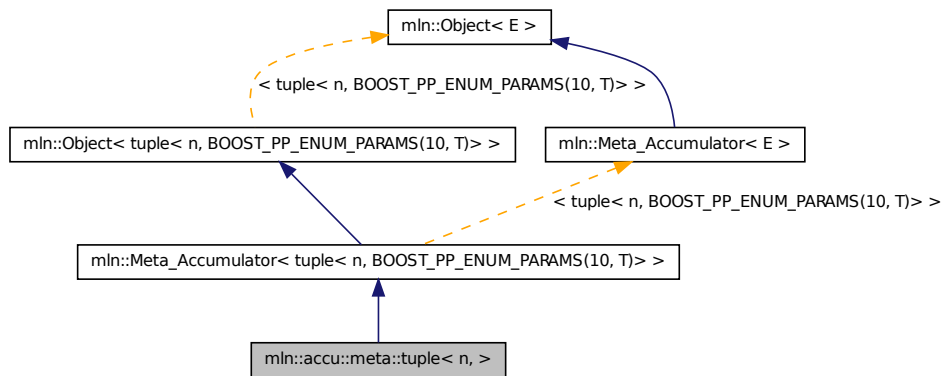 mln::Object< E >
< tuple< n, BOOST_PP_ENUM_PARAMS(10, T)> >
mln::Object< tuple< n, BOOST_PP_ENUM_PARAMS(10, T)> >
mln::Meta_Accumulator< E >
< tuple< n, BOOST_PP_ENUM_PARAMS(10, T)> >
mln::Meta_Accumulator< tuple< n, BOOST_PP_ENUM_PARAMS(10, T)> >
mln::accu::meta::tuple< n, >